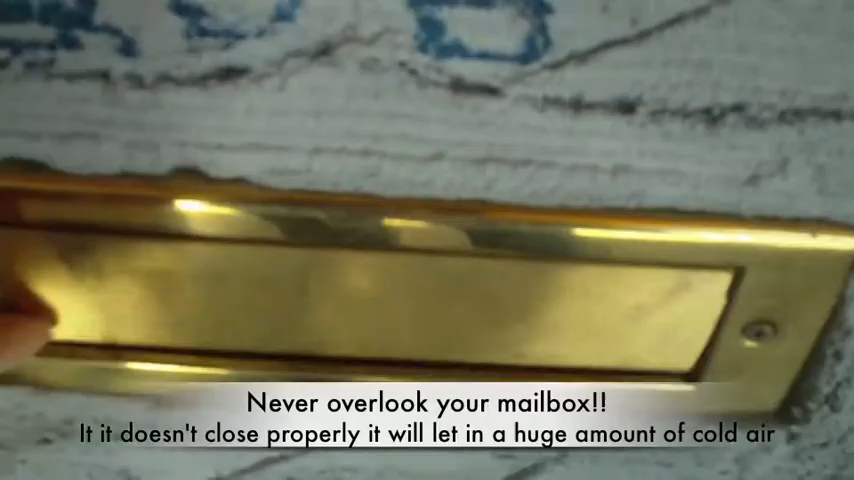 Never overlook your mailbox!!
It it doesn't close properly it will let in a huge amount of cold air